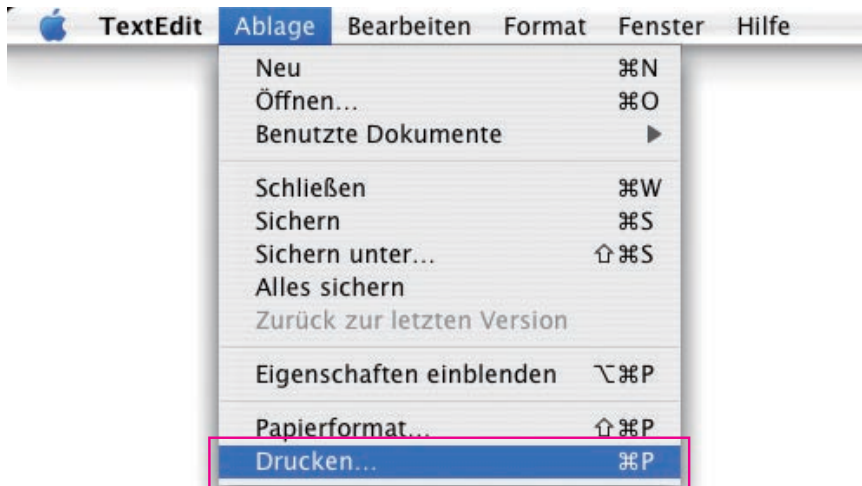 TextEdit Ablage Bearbeiten Format Fenster Hilfe
Neu ⌘N
Öffnen... ⌘O
Benutzte Dokumente ▶
Schließen ⌘W
Sichern ⌘S
Sichern unter... ⇧⌘S
Alles sichern
Zurück zur letzten Version
Eigenschaften einblenden ⌥⌘P
Papierformat... ⇧⌘P
Drucken... ⌘P